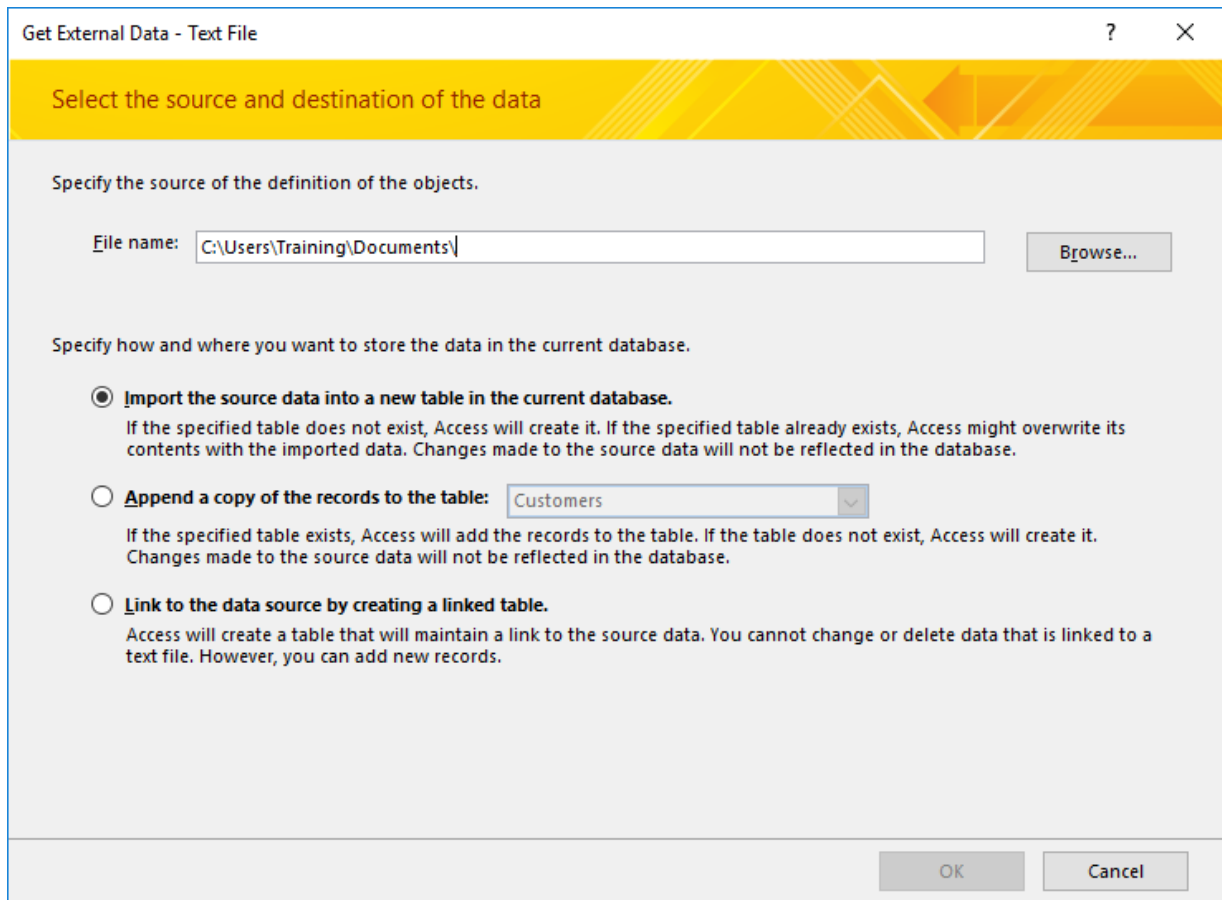 Get External Data - Text File
?
Select the source and destination of the data
Specify the source of the definition of the objects.
File name: C:\Users\Training\Documents\ Browse...
Specify how and where you want to store the data in the current database.
Import the source data into a new table in the current database.
If the specified table does not exist, Access will create it. If the specified table already exists, Access might overwrite its
contents with the imported data. Changes made to the source data will not be reflected in the database.
Append a copy of the records to the table: Customers
If the specified table exists, Access will add the records to the table. If the table does not exist, Access will create it.
Changes made to the source data will not be reflected in the database.
Link to the data source by creating a linked table.
Access will create a table that will maintain a link to the source data. You cannot change or delete data that is linked to a
text file. However, you can add new records.
OK Cancel